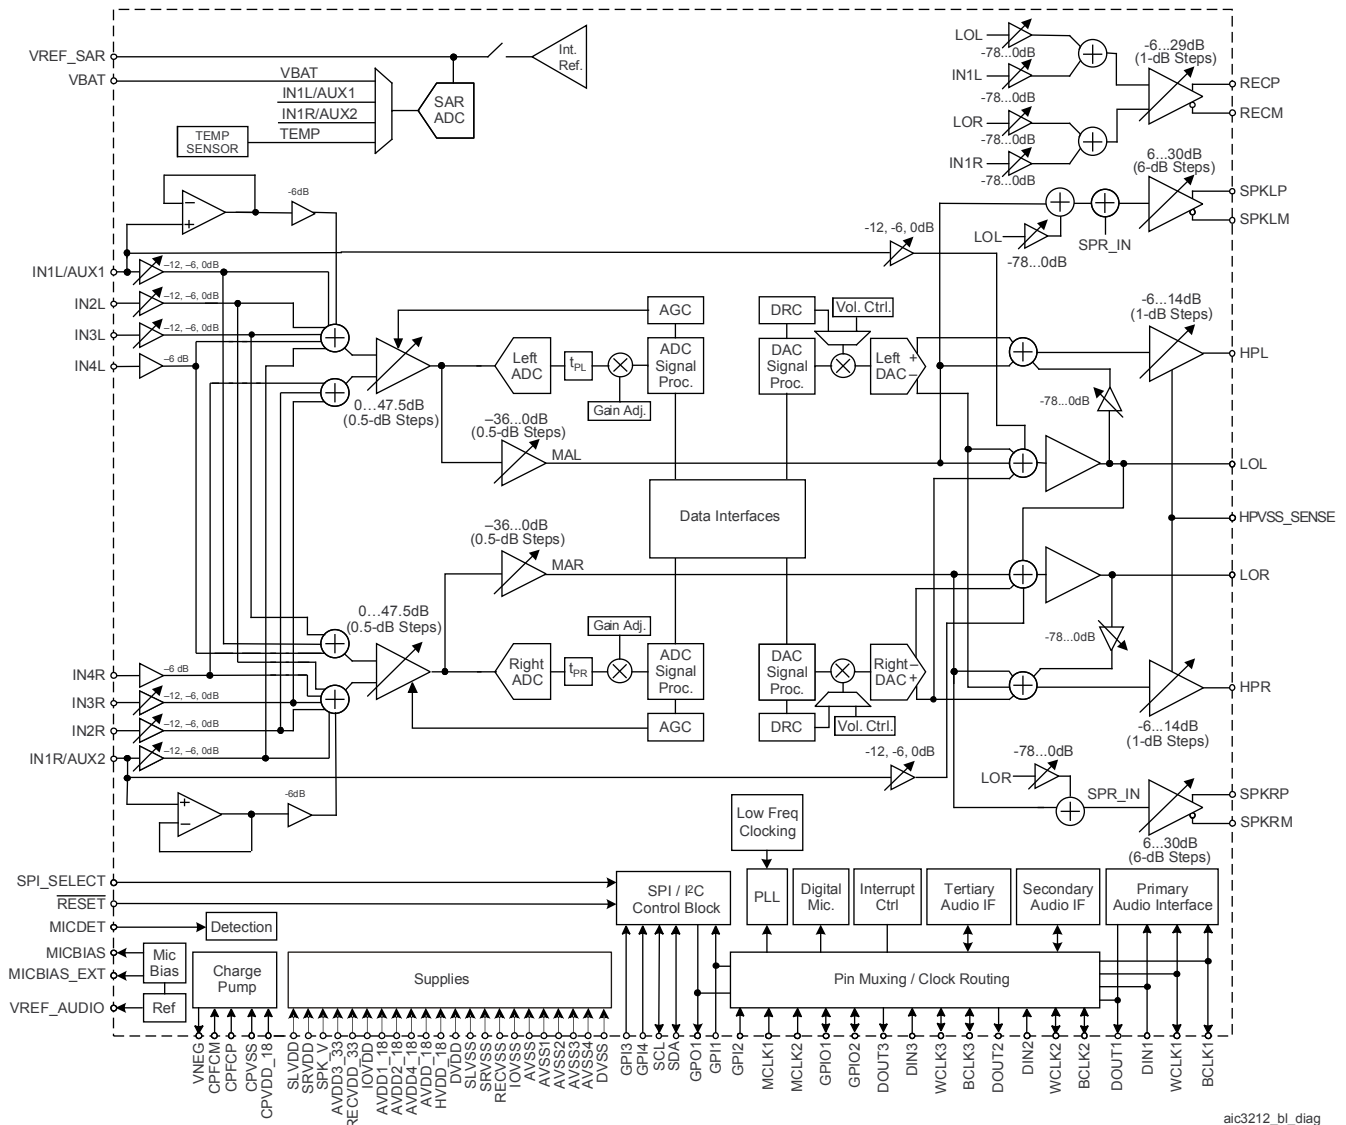 VREF_SAR
VBAT
VBAT
IN1L/AUX1
IN1R/AUX2
TEMP
TEMP
SENSOR
SAR
ADC
Int.
Ref.
LOL
-78...0dB
IN1L
-78...0dB
LOR
-78...0dB
IN1R
-78...0dB
-6...29dB
(1-dB Steps)
RECP
RECM
6...30dB
(6-dB Steps)
SPKLP
SPKLM
LOL
-78...0dB
SPR_IN
-6dB
-12, -6, 0dB
IN1L/AUX1
–12, –6, 0dB
IN2L
–12, –6, 0dB
IN3L
–12, –6, 0dB
IN4L
–6 dB
0...47.5dB
(0.5-dB Steps)
AGC
Left
ADC
tPL
Gain Adj.
ADC
Signal
Proc.
DRC
Vol. Ctrl.
DAC
Signal
Proc.
Left +
DAC –
-6...14dB
(1-dB Steps)
HPL
-78...0dB
–36...0dB
(0.5-dB Steps)
MAL
LOL
Data Interfaces
HPVSS_SENSE
–36...0dB
(0.5-dB Steps)
MAR
LOR
0...47.5dB
(0.5-dB Steps)
Gain Adj.
-78...0dB
IN4R
–6 dB
IN3R
–12, –6, 0dB
IN2R
–12, –6, 0dB
IN1R/AUX2
–12, –6, 0dB
Right
ADC
tPR
ADC
Signal
Proc.
AGC
DAC
Signal
Proc.
DRC
Vol. Ctrl.
Right –
DAC +
HPR
-6...14dB
(1-dB Steps)
-12, -6, 0dB
-6dB
-78...0dB
LOR
SPR_IN
SPKRP
SPKRM
6...30dB
(6-dB Steps)
Low Freq
Clocking
SPI_SELECT
RESET
MICDET
Detection
MICBIAS
MICBIAS_EXT
Mic
Bias
VREF_AUDIO
Ref
Charge
Pump
Supplies
SPI / I²C
Control Block
PLL
Digital
Mic.
Interrupt
Ctrl
Tertiary
Audio IF
Secondary
Audio IF
Primary
Audio Interface
Pin Muxing / Clock Routing
VNEG
CPFCM
CPFCP
CPVSS
CPVDD_18
SLVDD
SRVDD
SPK_V
AVDD3_33
RECVDD_33
IOVDD
AVDD1_18
AVDD2_18
AVDD4_18
AVDD_18
HVDD_18
DVDD
SLVSS
SRVSS
RECVSS
IOVSS
AVSS
AVSS1
AVSS2
AVSS3
AVSS4
DVSS
GPI3
GPI4
SCL
SDA
GPO1
GPI1
GPI2
MCLK1
MCLK2
GPIO1
GPIO2
DOUT3
DIN3
WCLK3
BCLK3
DOUT2
DIN2
WCLK2
BCLK2
DOUT1
DIN1
WCLK1
BCLK1
aic3212_bl_diag